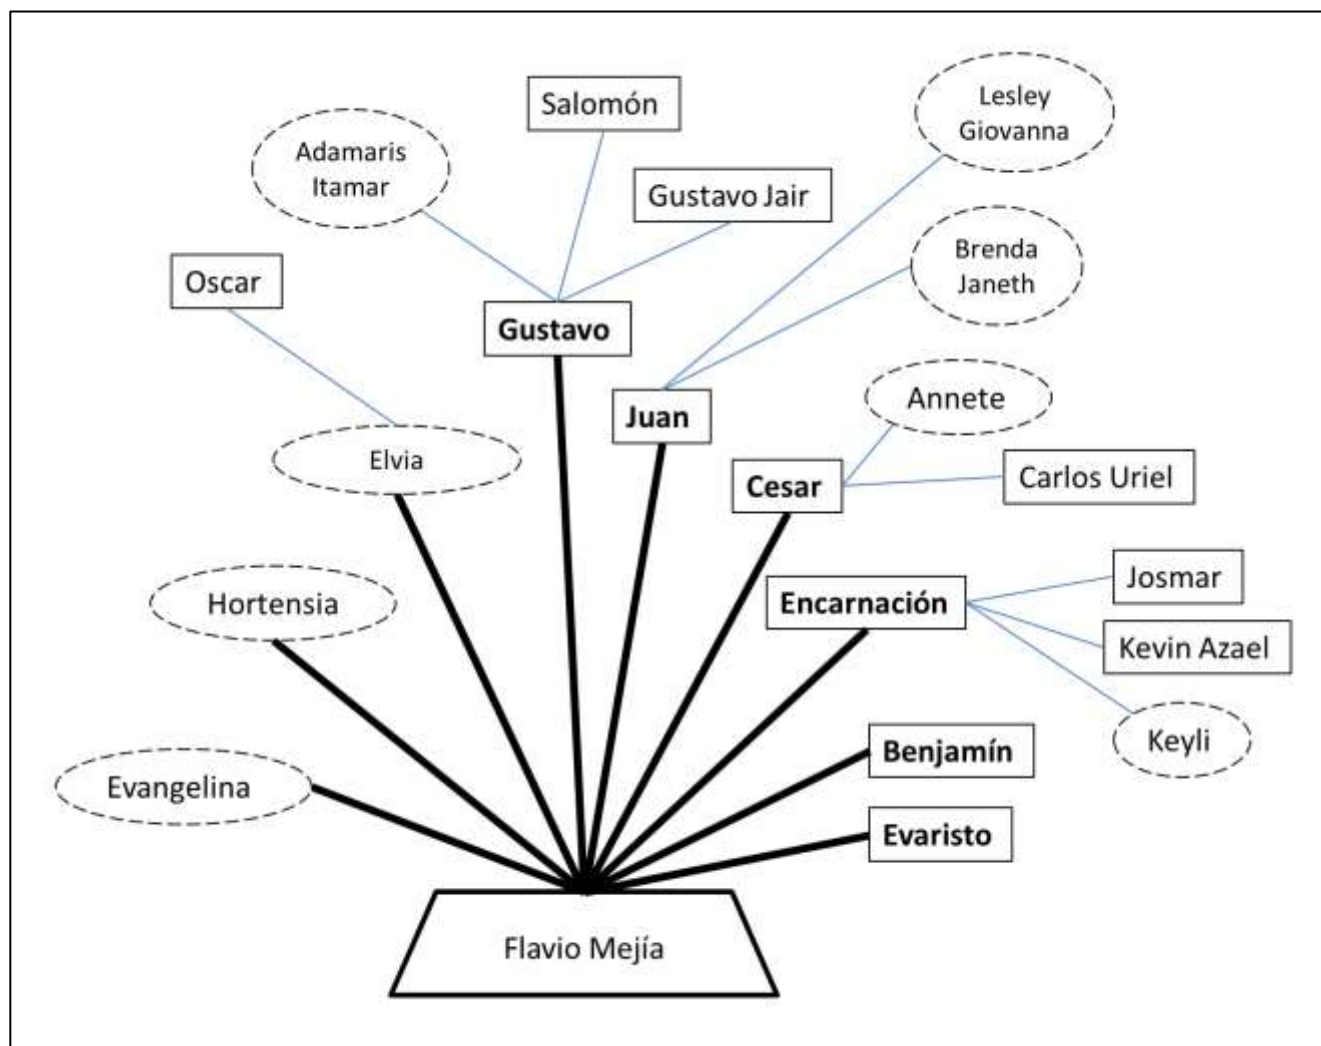 Salomón
Lesley
Giovanna
Adamaris
Itamar
Gustavo Jair
Brenda
Janeth
Oscar
Gustavo
Annete
Juan
Elvia
Cesar
Carlos Uriel
Josmar
Hortensia
Encarnación
Kevin Azael
Keyli
Benjamín
Evangelina
Evaristo
Flavio Mejía